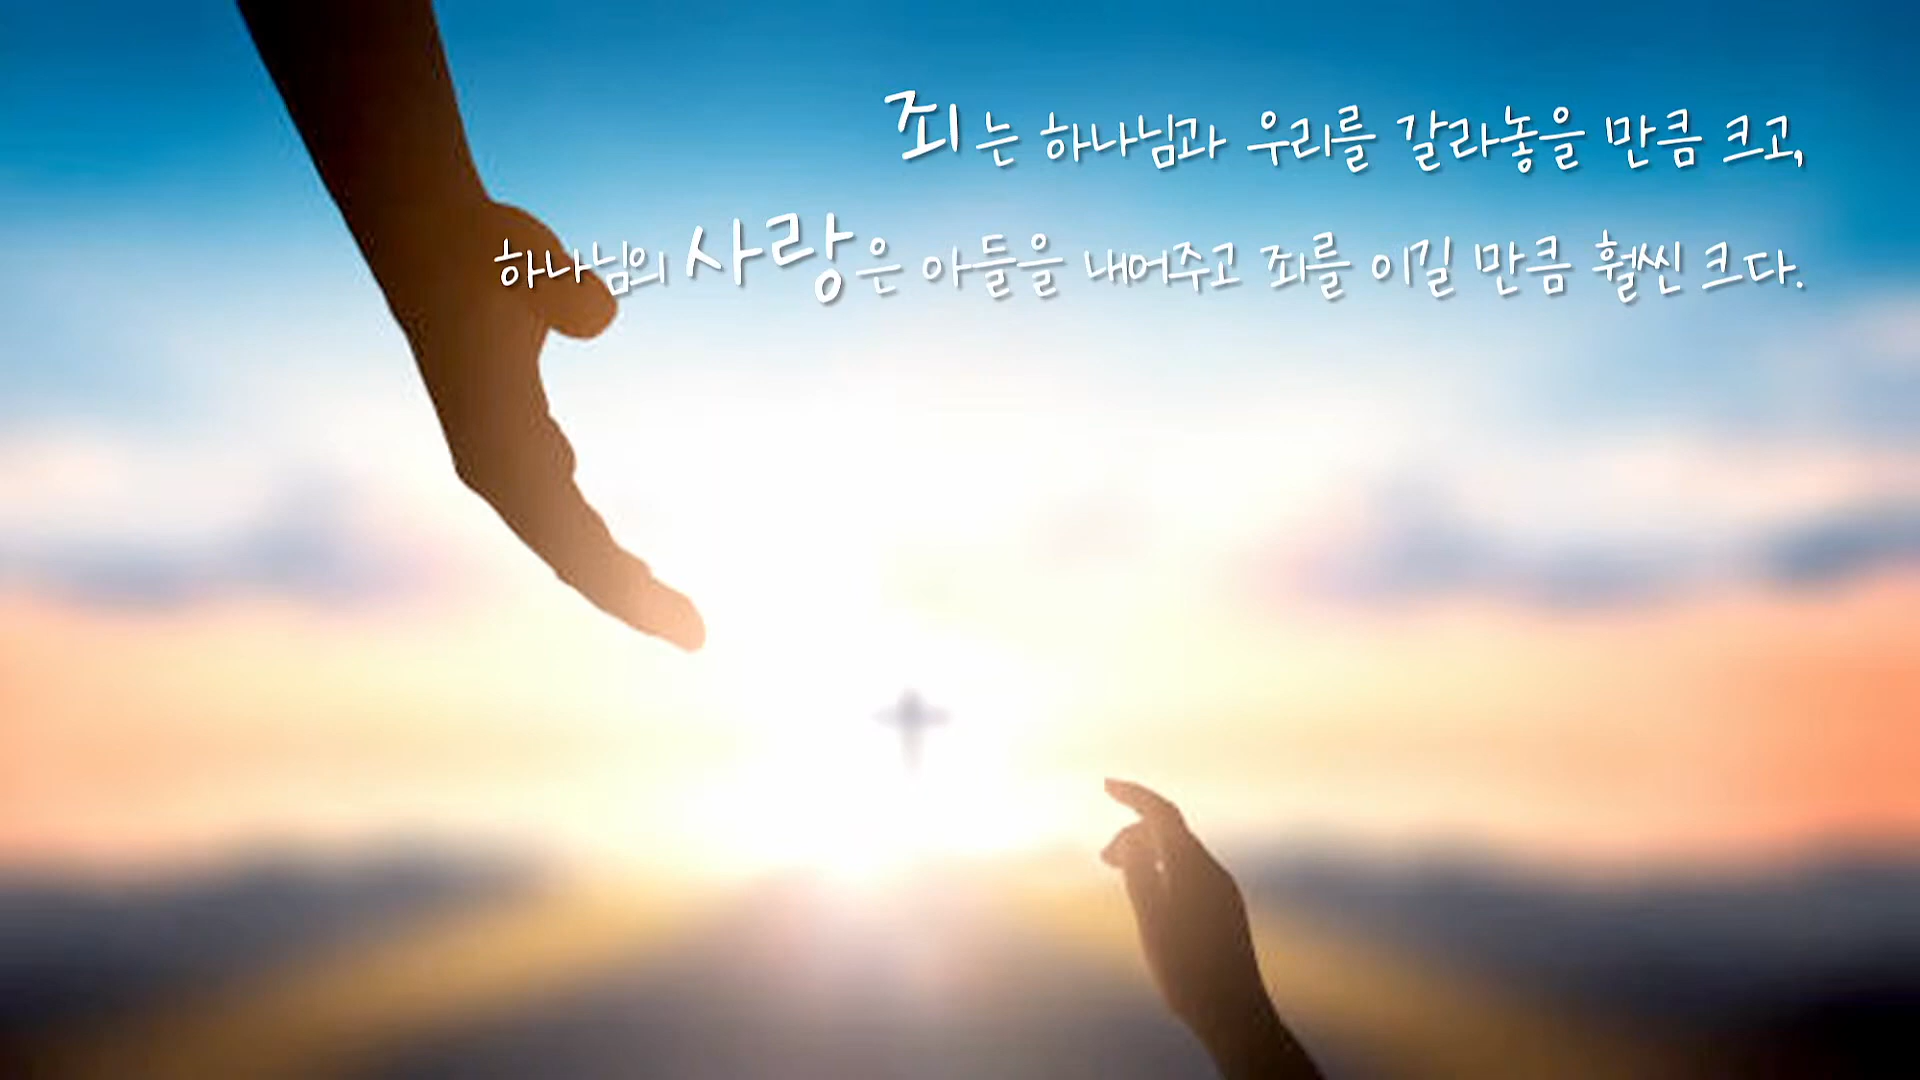 죄는 하나님과 우리를 갈라놓을 만큼 크고,
하나님의 사랑은 아들을 내어주고 죄를 이길 만큼 훨씬 크다.